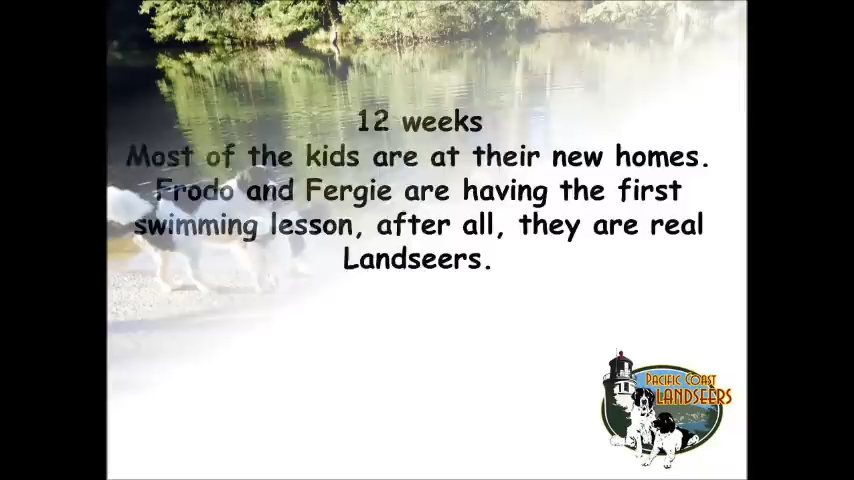 12 weeks
Most of the kids are at their new homes.
Frodo and Fergie are having the first
swimming lesson, after all, they are real
Landseers.
PACIFIC COAST
LANDSEERS